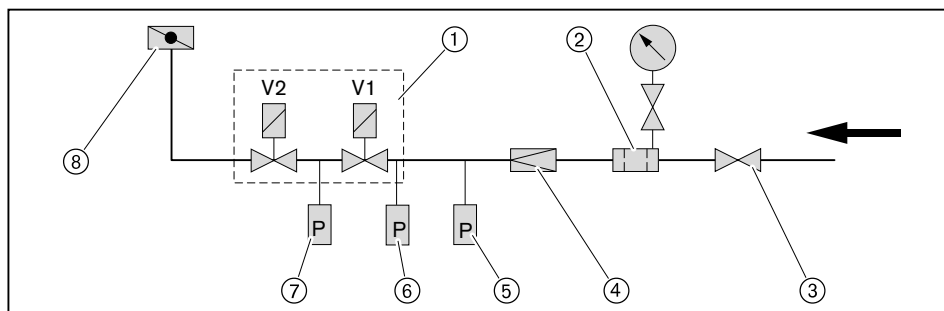 ① ②
V2 V1
⑧
P P P
⑦ ⑥ ⑤ ④ ③